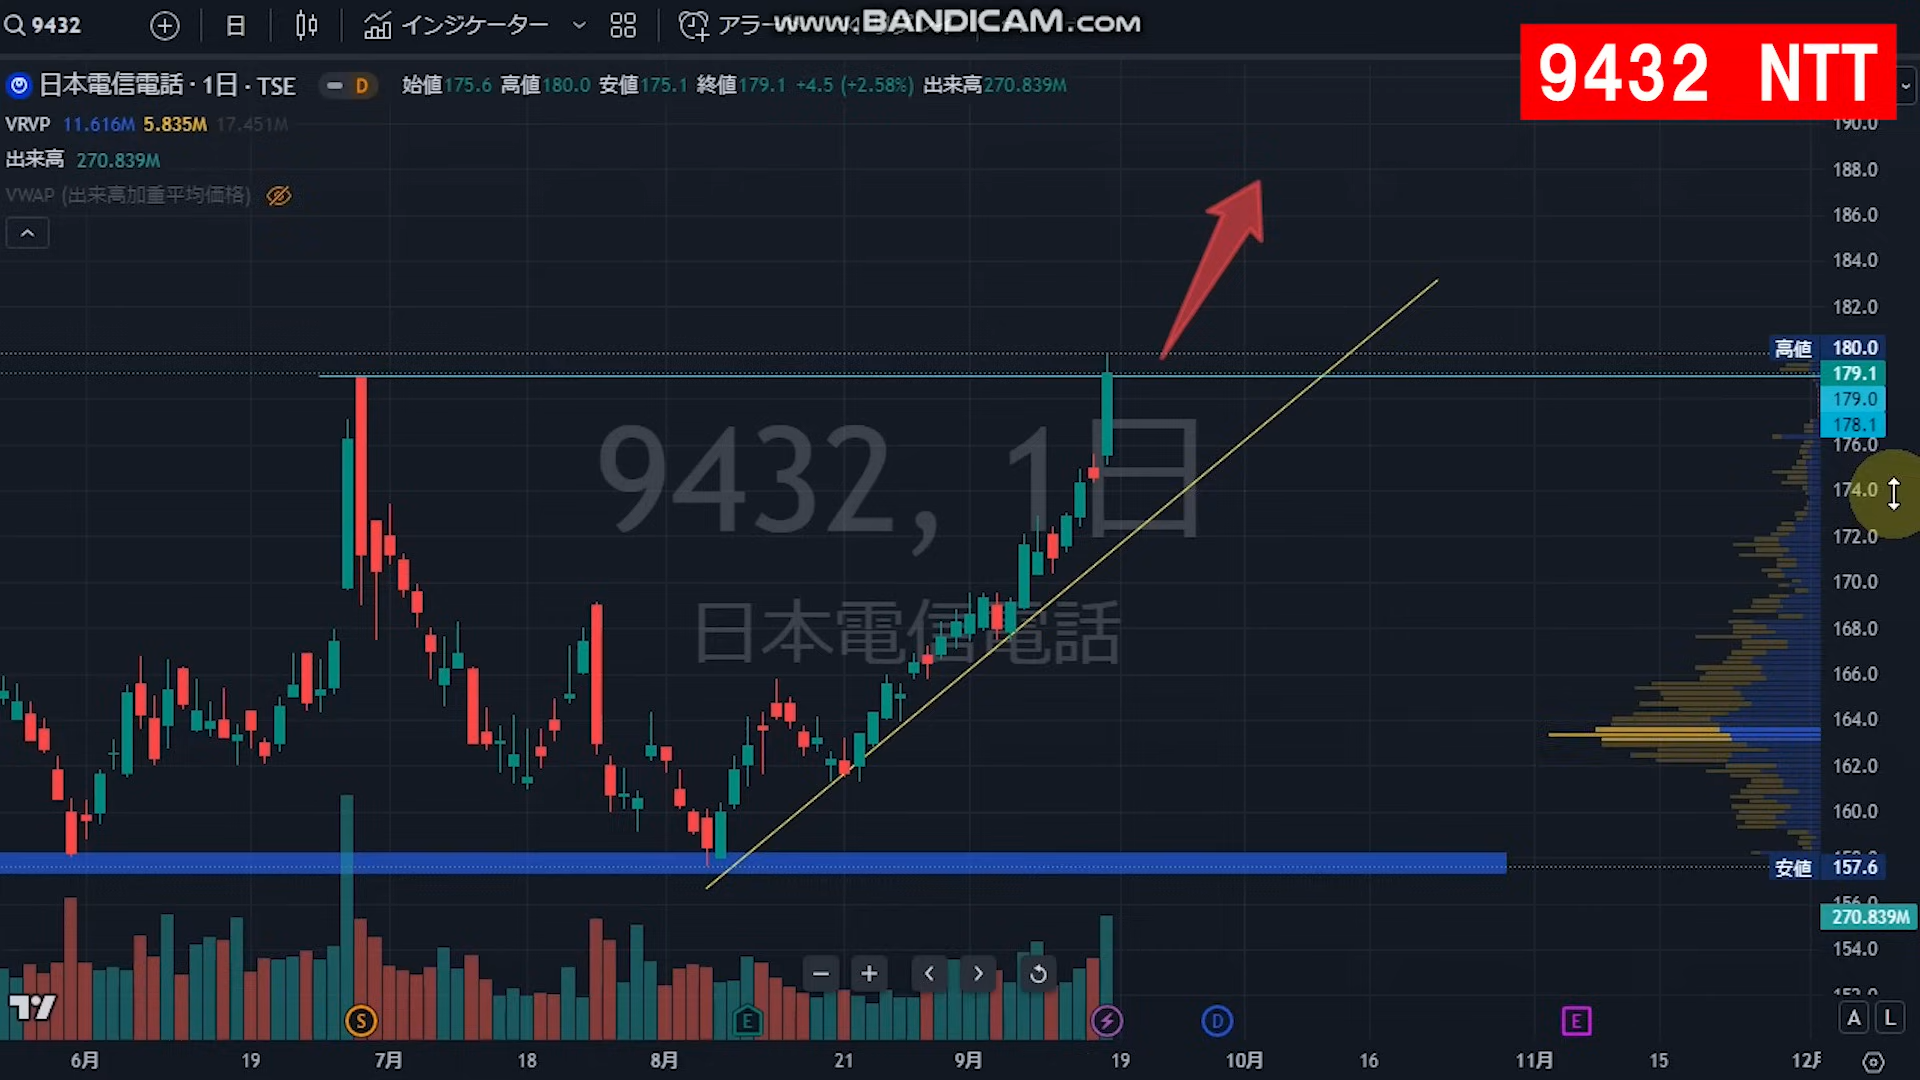 9432
日
インジケーター
アラー
www.BANDICAM.com
9432 NTT
日本電信電話・1日・TSE
D
始値175.6 高値180.0 安値175.1 終値179.1 +4.5 (+2.58%) 出来高270.839M
VRVP 11.616M 5.835M 17.451M
出来高 270.839M
VWAP (出来高加重平均価格)
190.0
188.0
186.0
184.0
182.0
高値 180.0
179.1
179.0
178.1
176.0
174.0
172.0
170.0
168.0
166.0
164.0
162.0
160.0
安値 157.6
156.0
270.839M
154.0
152.0
9432, 1日
日本電信電話
S
E
D
E
A L
6月 19 7月 18 8月 21 9月 19 10月 16 11月 15 12月